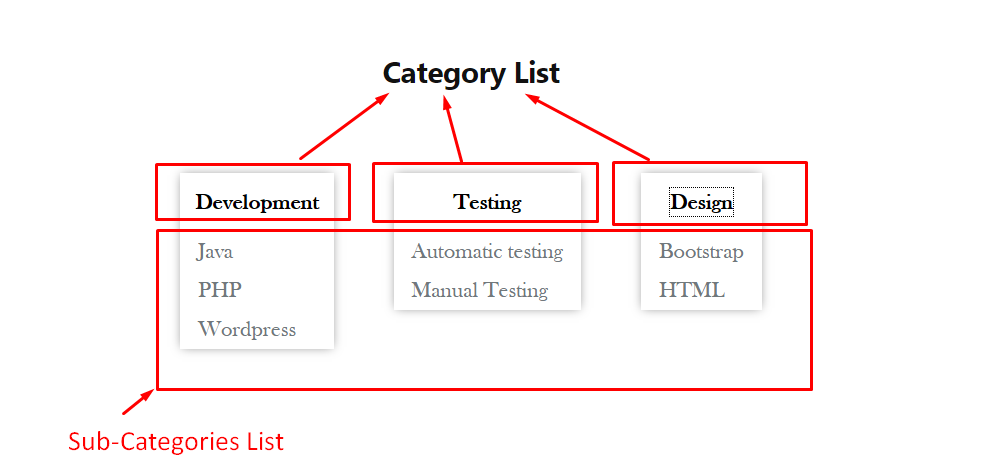 Category List
Development
Java
PHP
Wordpress
Testing
Automatic testing
Manual Testing
Design
Bootstrap
HTML
Sub-Categories List